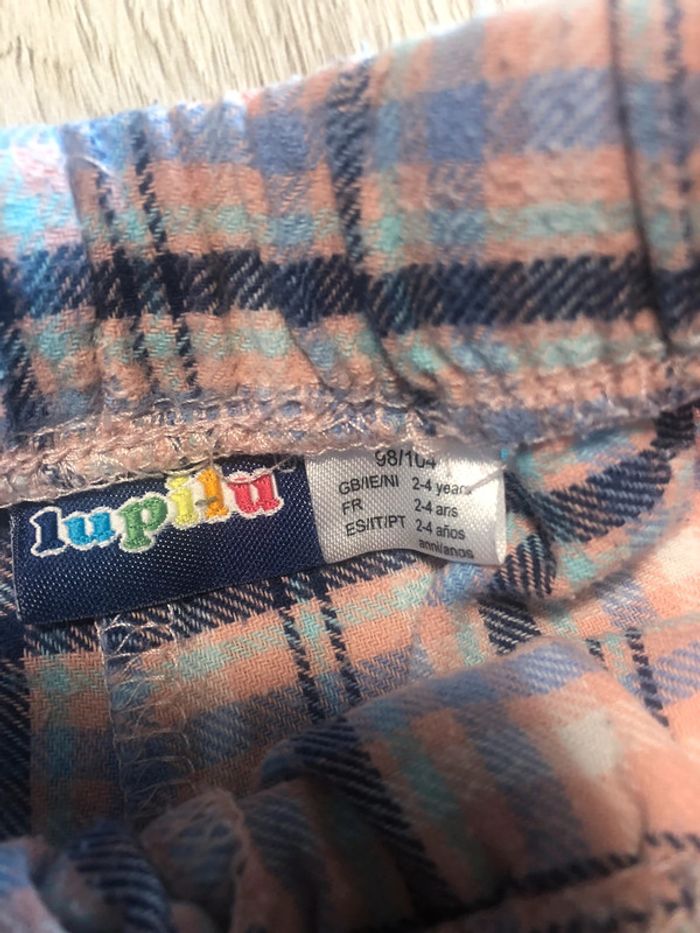 lupilu
98/104
GB/IE/NI 2-4 years
FR 2-4 ans
ES/IT/PT 2-4 años
anni/anos